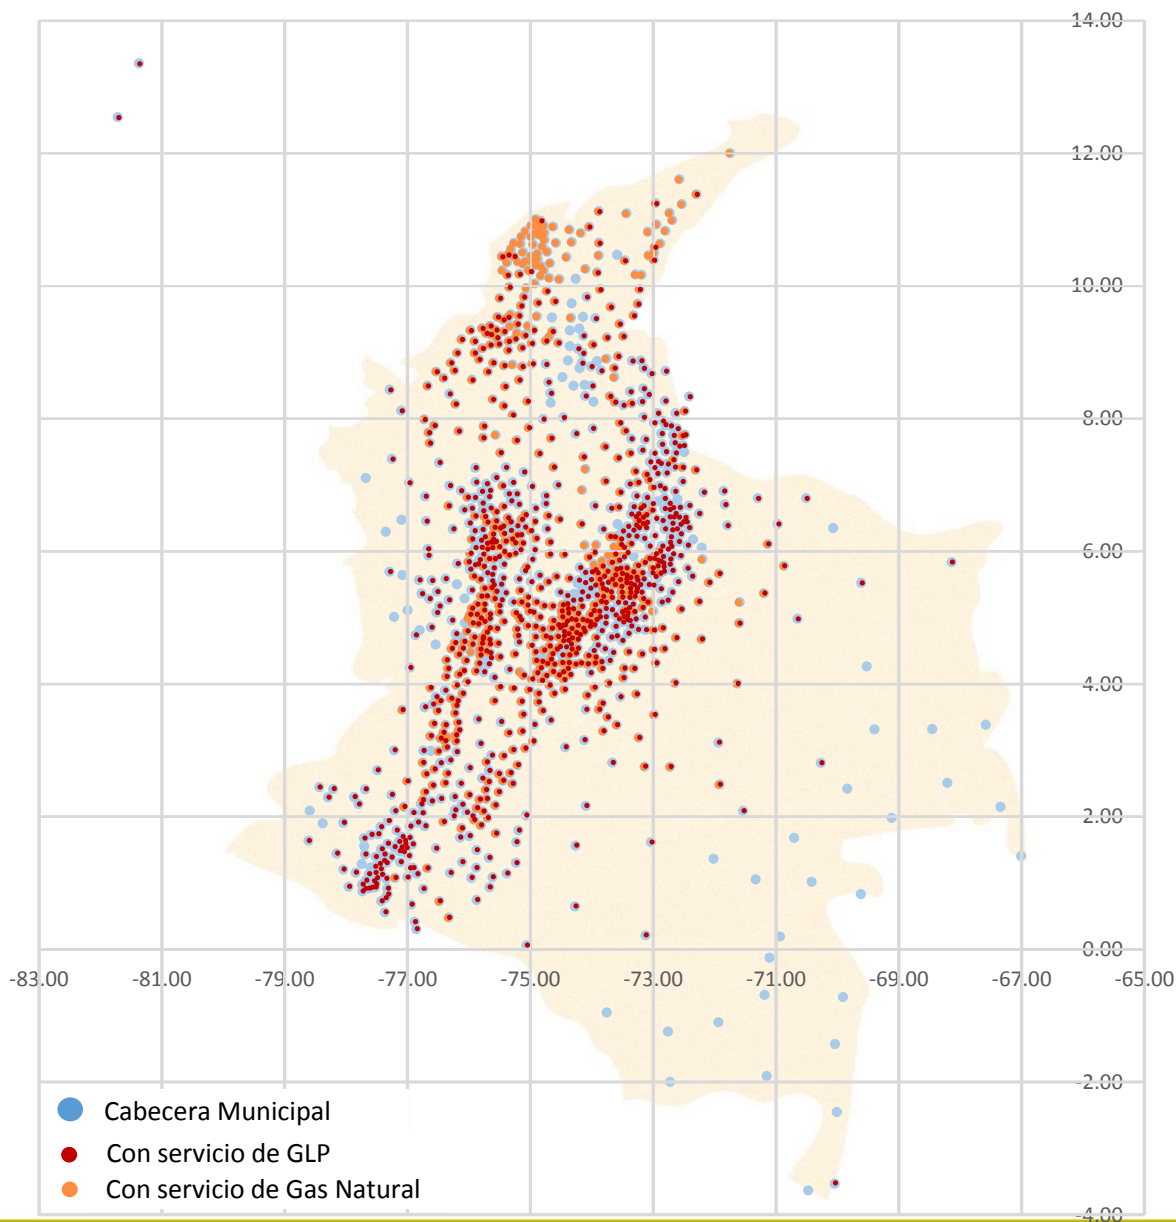 14.00
12.00
10.00
8.00
6.00
4.00
2.00
0.00
-83.00 -81.00 -79.00 -77.00 -75.00 -73.00 -71.00 -69.00 -67.00 -65.00
-2.00
Cabecera Municipal
Con servicio de GLP
Con servicio de Gas Natural
-4.00